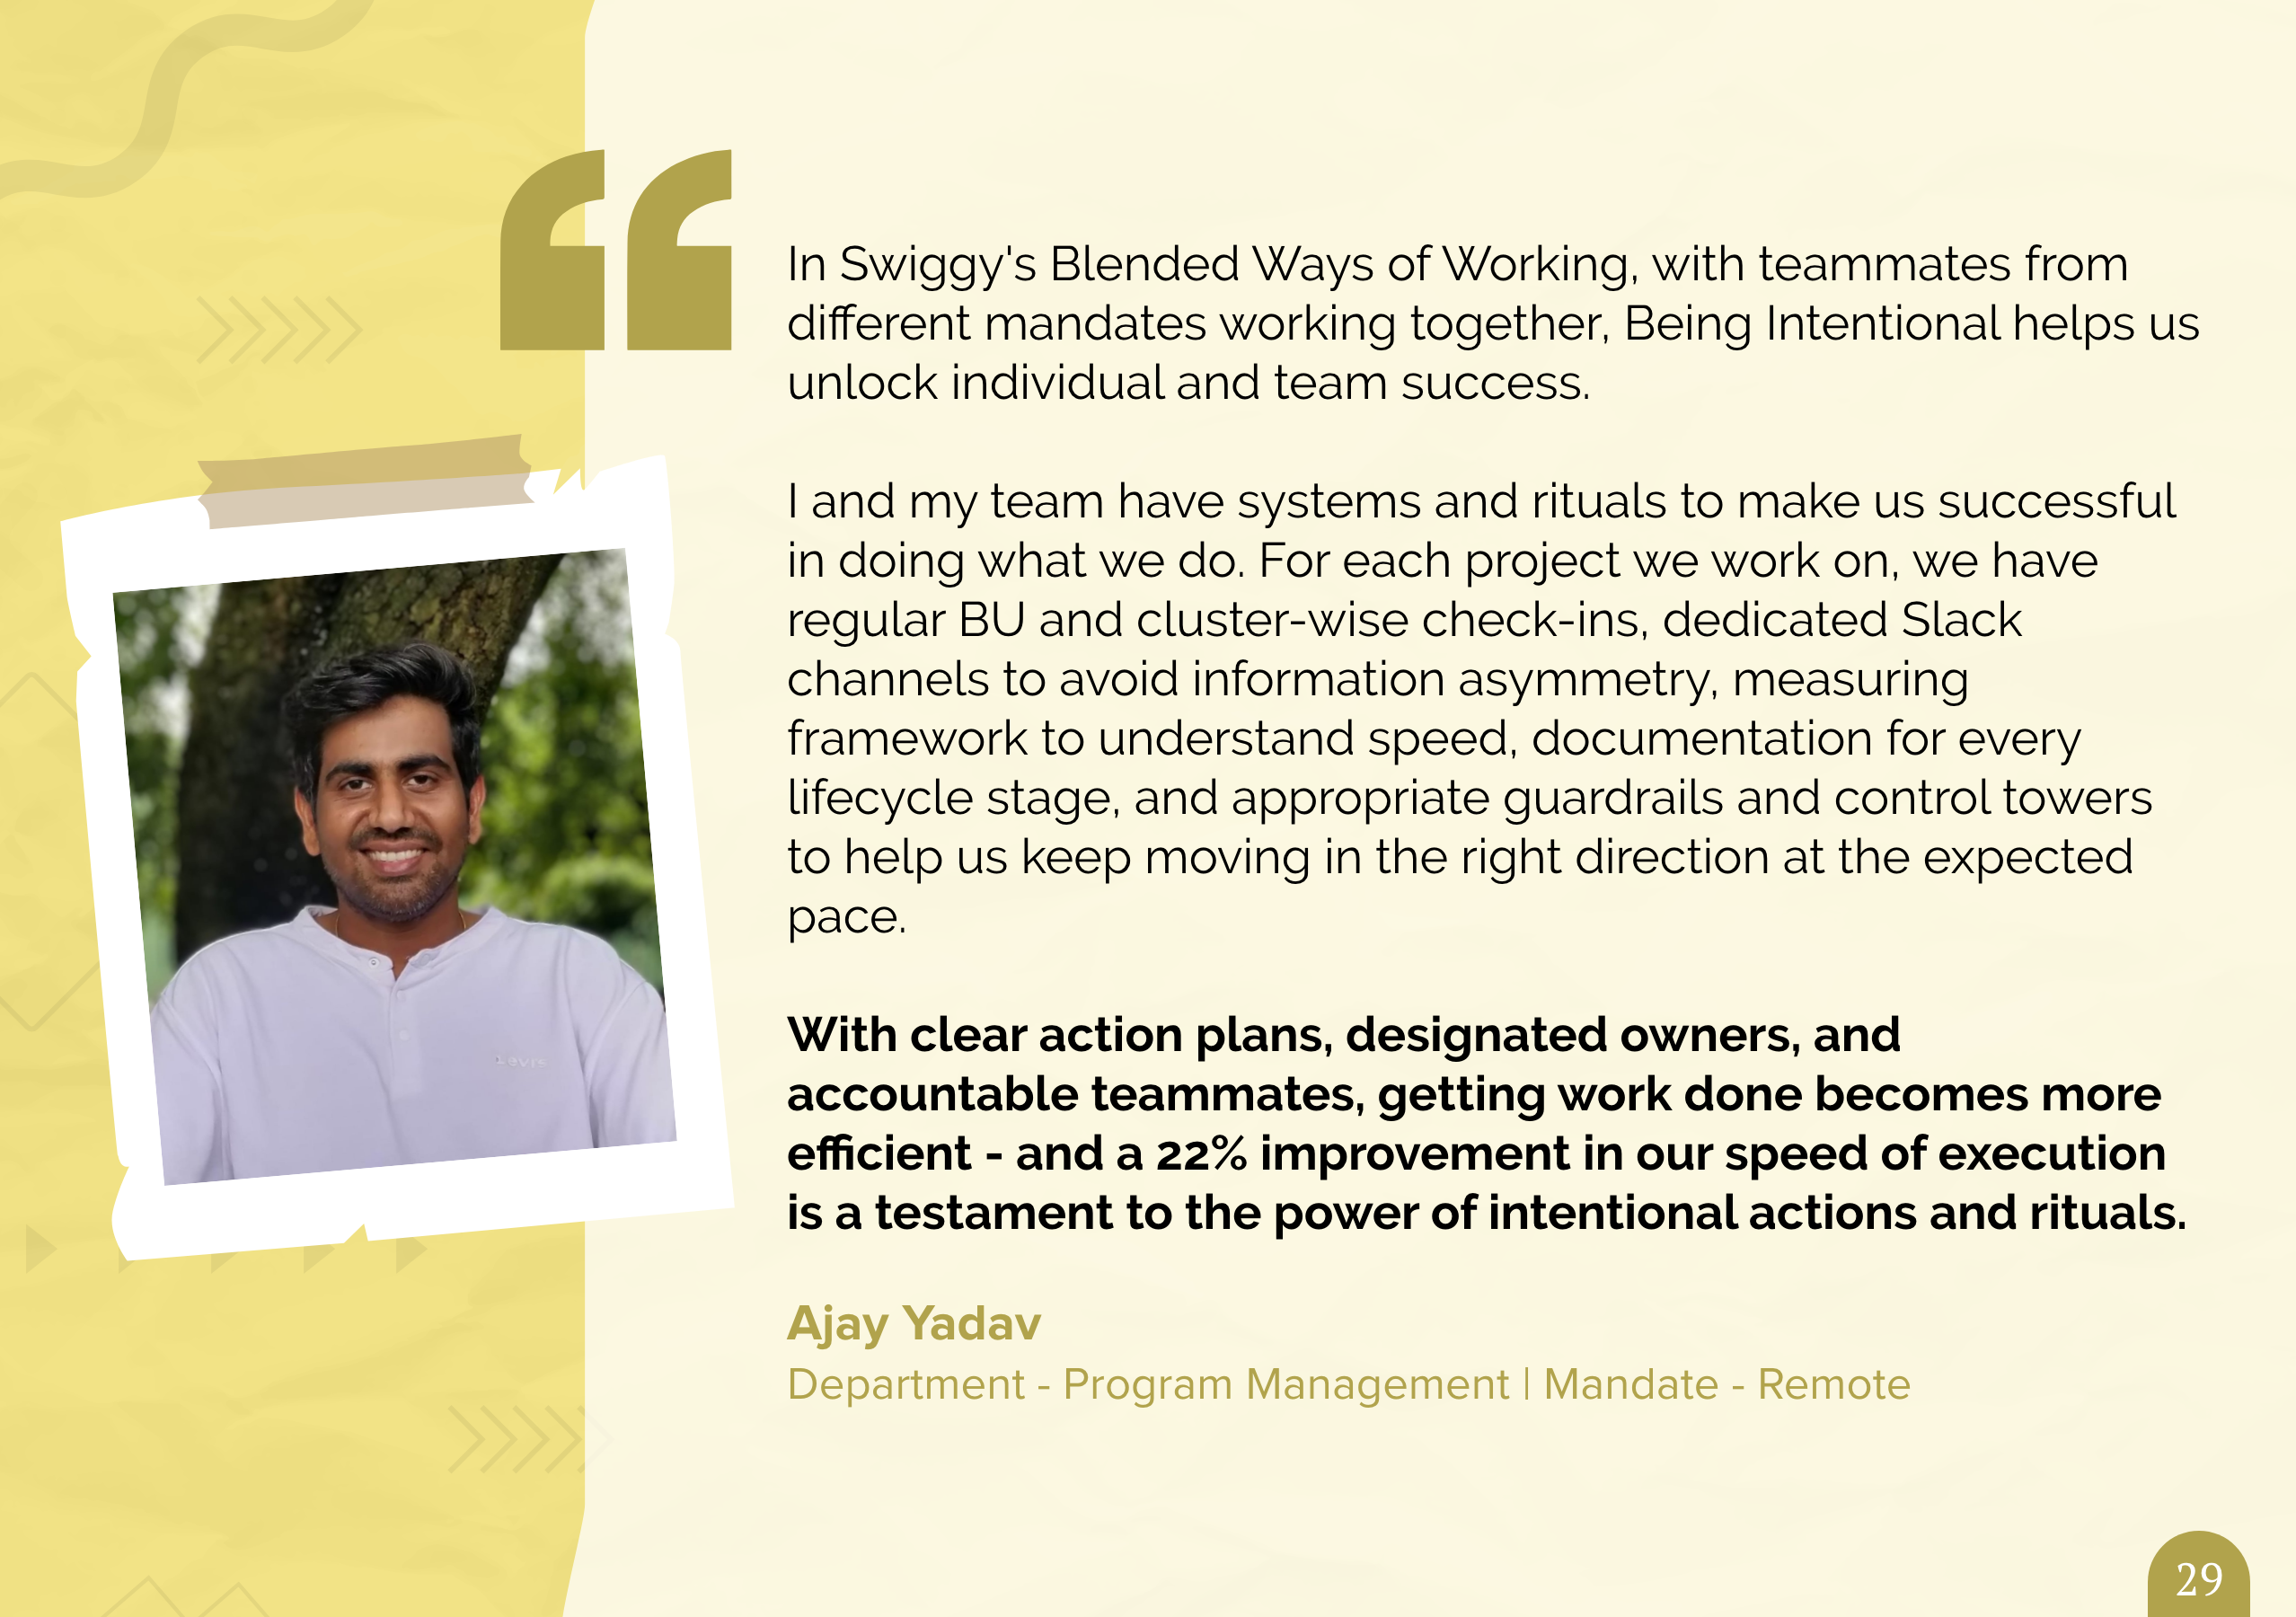 In Swiggy's Blended Ways of Working, with teammates from
different mandates working together, Being Intentional helps us
unlock individual and team success.
I and my team have systems and rituals to make us successful
in doing what we do. For each project we work on, we have
regular BU and cluster-wise check-ins, dedicated Slack
channels to avoid information asymmetry, measuring
framework to understand speed, documentation for every
lifecycle stage, and appropriate guardrails and control towers
to help us keep moving in the right direction at the expected
pace.
With clear action plans, designated owners, and
accountable teammates, getting work done becomes more
efficient - and a 22% improvement in our speed of execution
is a testament to the power of intentional actions and rituals.
Levi's
Ajay Yadav
Department - Program Management | Mandate - Remote
29